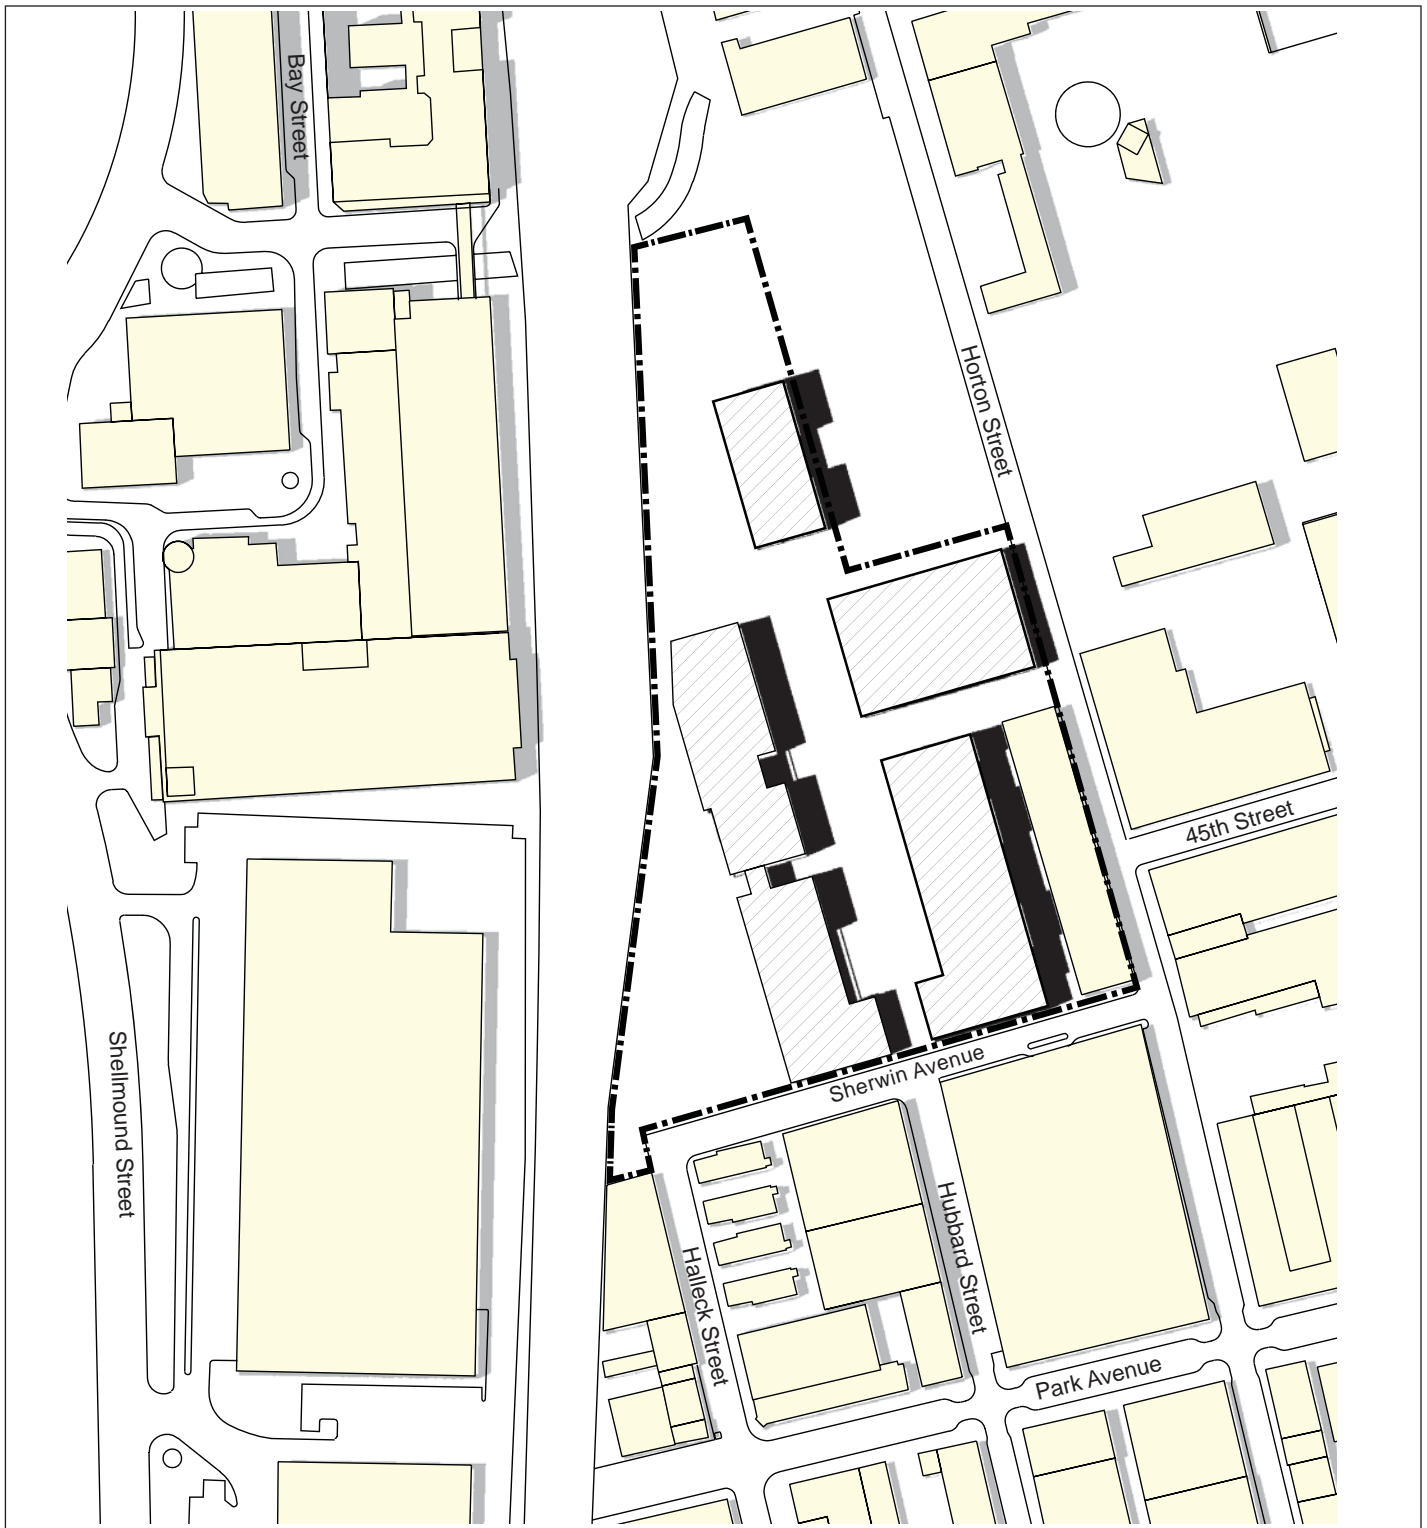 Bay Street
Horton Street
45th Street
Sherwin Avenue
Shellmound Street
Halleck Street
Hubbard Street
Park Avenue